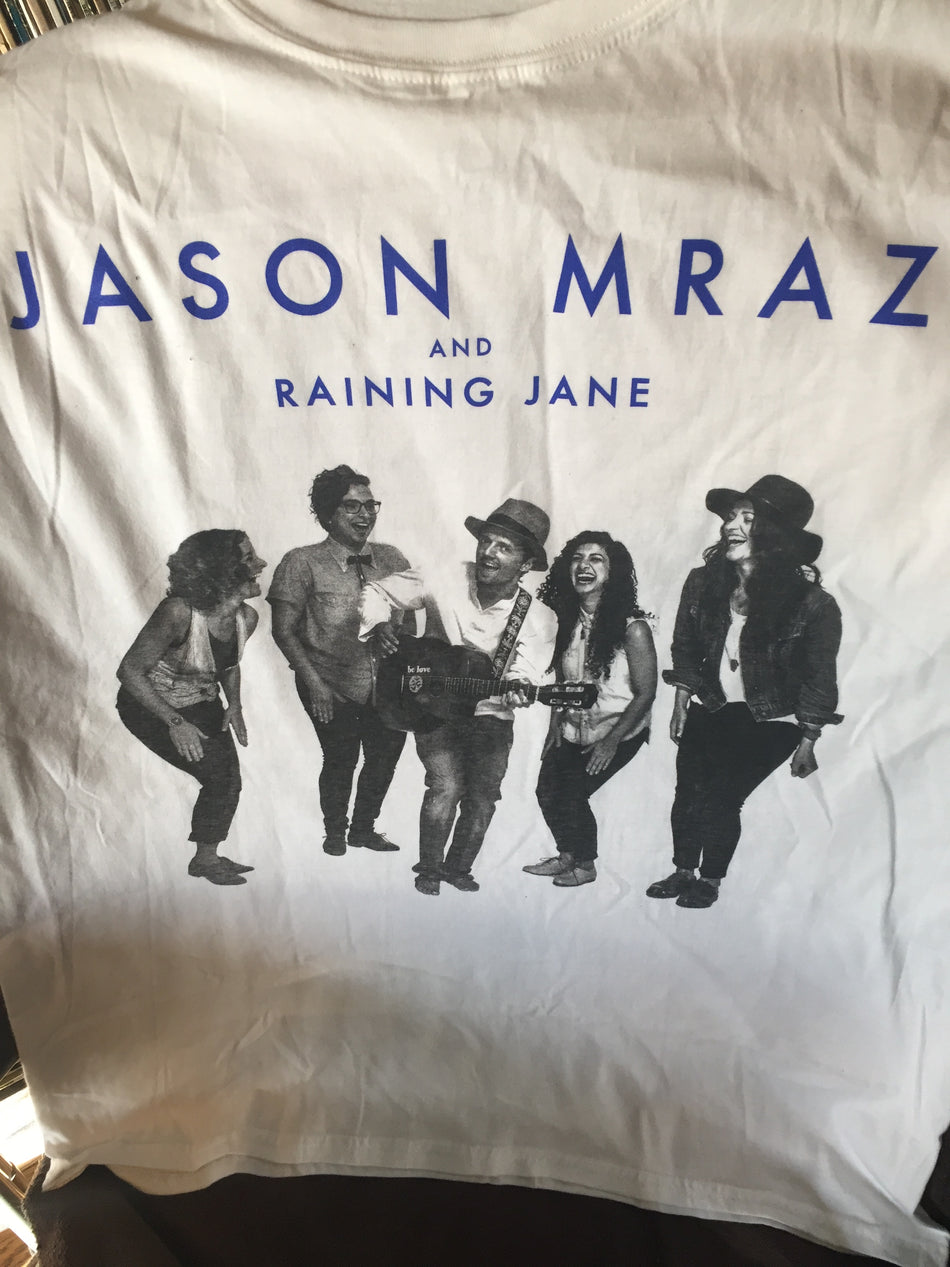 JASON MRAZ
AND
RAINING JANE
be love